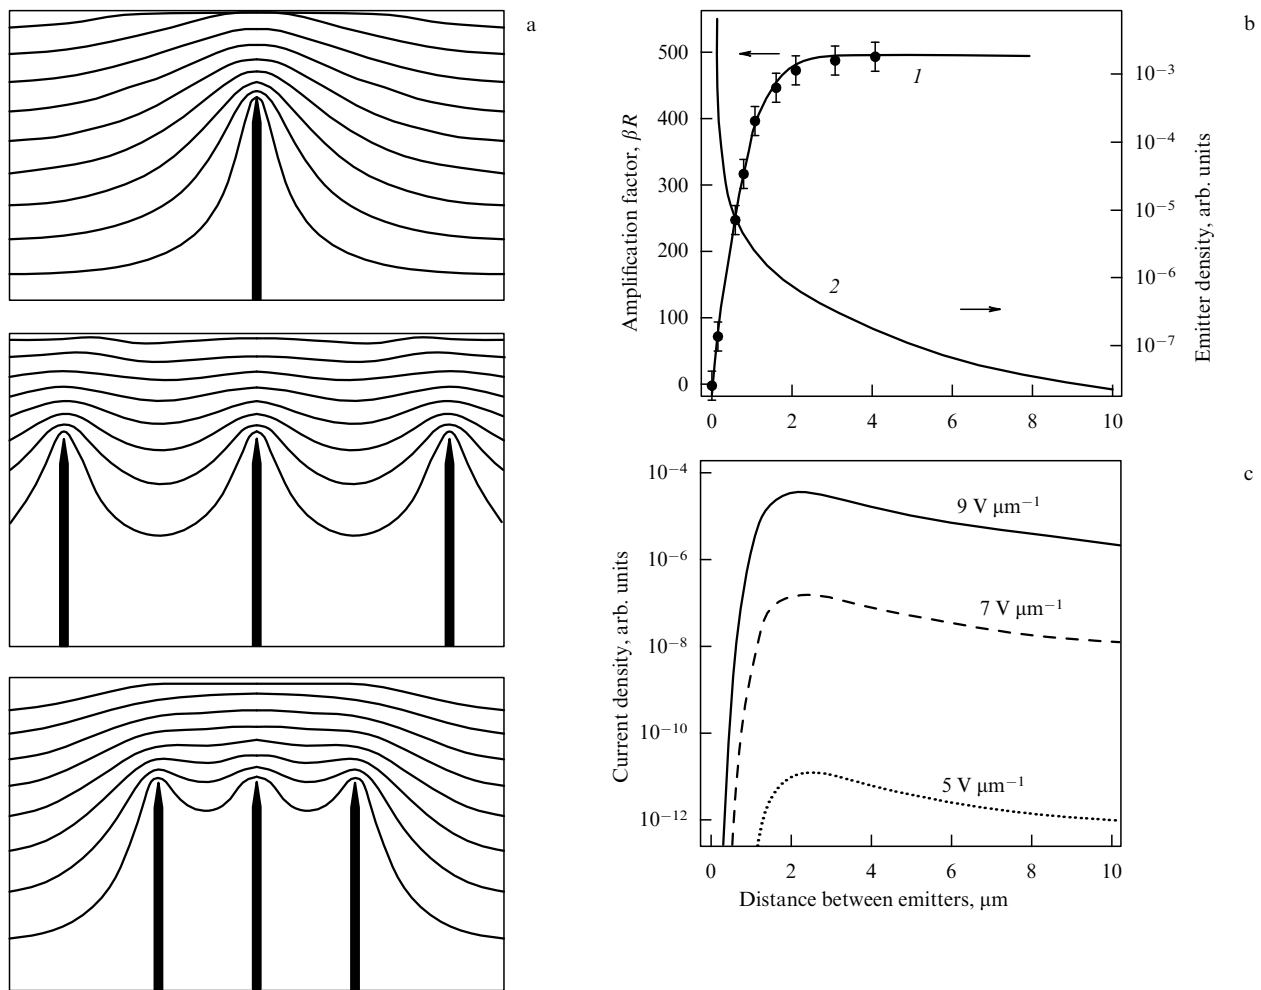 a
b
500
400
300
200
100
0
Amplification factor, βR
1
2
10⁻³
10⁻⁴
10⁻⁵
10⁻⁶
10⁻⁷
Emitter density, arb. units
0 2 4 6 8 10
c
10⁻⁴
10⁻⁶
10⁻⁸
10⁻¹⁰
10⁻¹²
Current density, arb. units
9 V μm⁻¹
7 V μm⁻¹
5 V μm⁻¹
0 2 4 6 8 10
Distance between emitters, μm